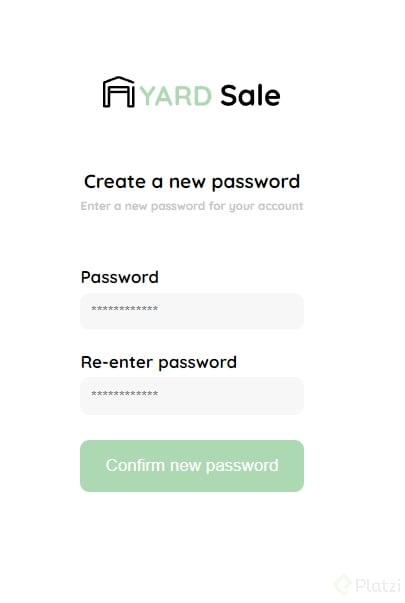 YARD Sale
Create a new password
Enter a new password for your account
Password
************
Re-enter password
************
Confirm new password
Platzi